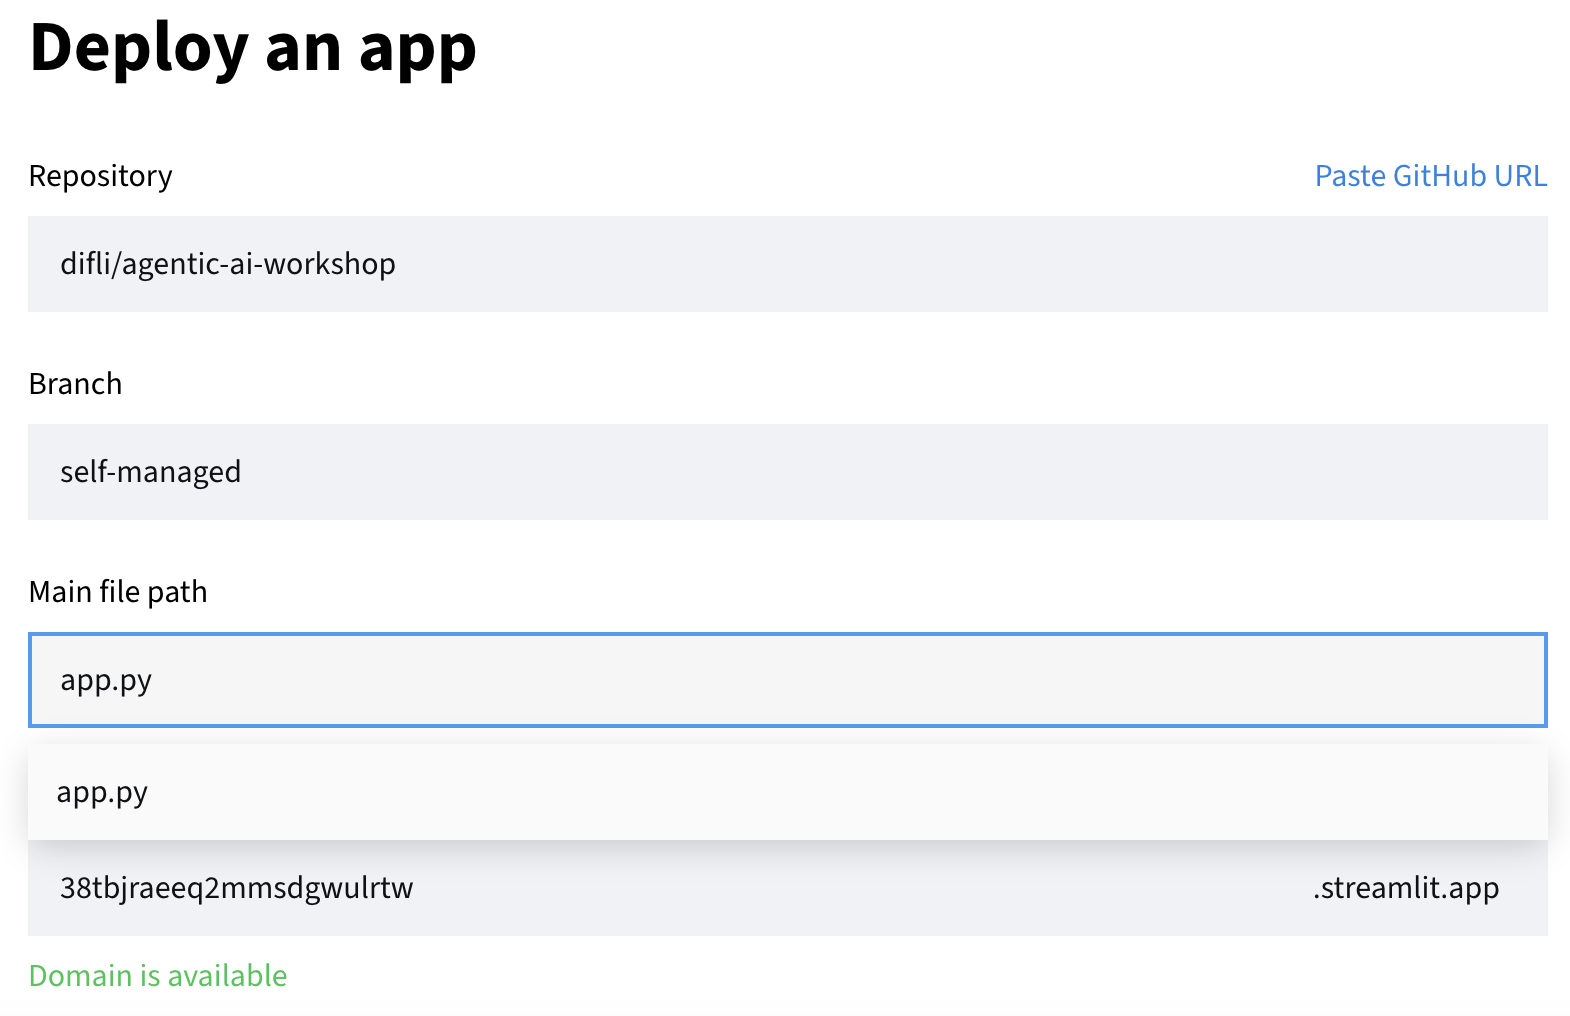 Deploy an app
Repository
Paste GitHub URL
difli/agentic-ai-workshop
Branch
self-managed
Main file path
app.py
app.py
38tbjraeeq2mmsdgwulrtw
.streamlit.app
Domain is available